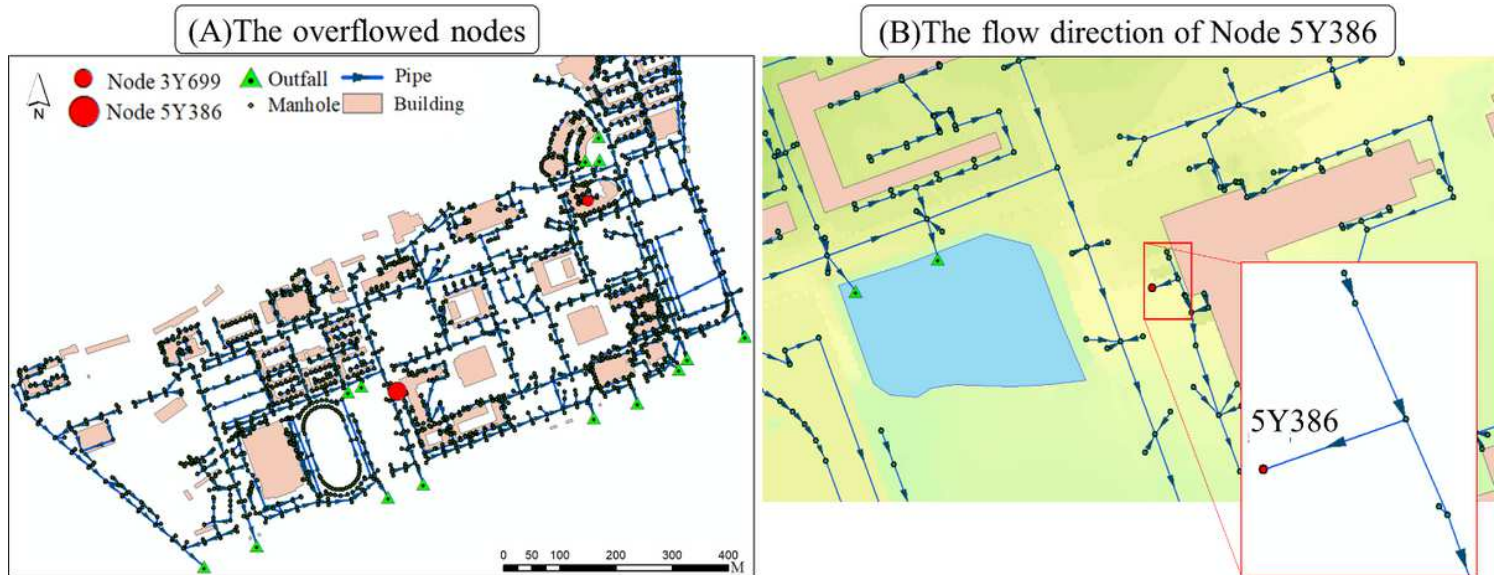 (A)The overflowed nodes
(B)The flow direction of Node 5Y386
N
Node 3Y699
Outfall
Pipe
Node 5Y386
Manhole
Building
0 50 100 200 300 400
M
5Y386